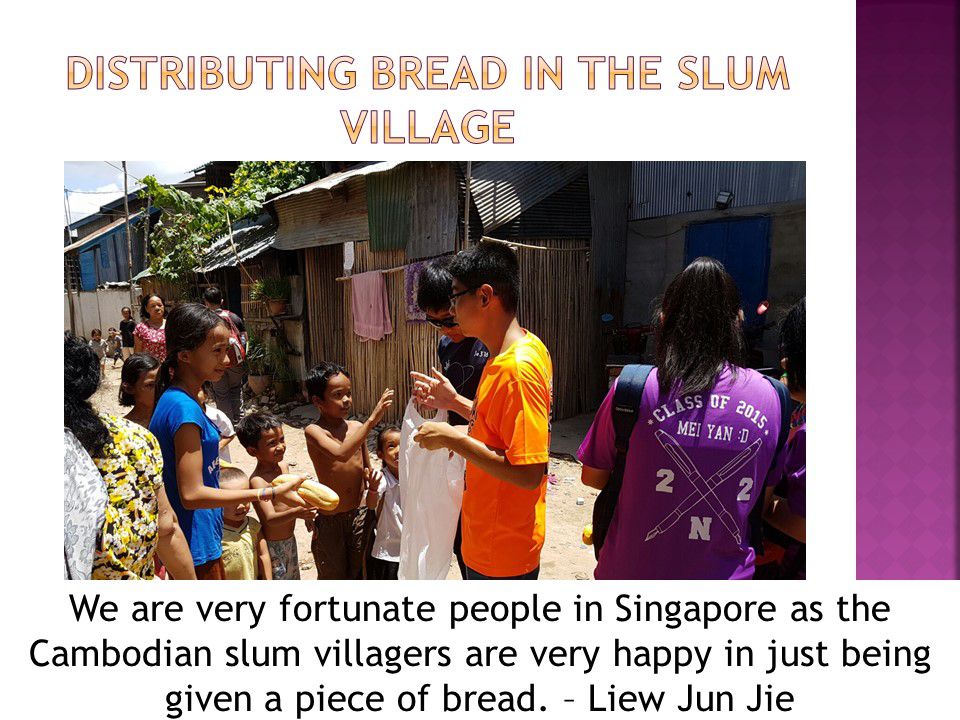 DISTRIBUTING BREAD IN THE SLUM
VILLAGE
*CLASS OF 2015.
MEI YAN :D
2 2
N
We are very fortunate people in Singapore as the
Cambodian slum villagers are very happy in just being
given a piece of bread. – Liew Jun Jie